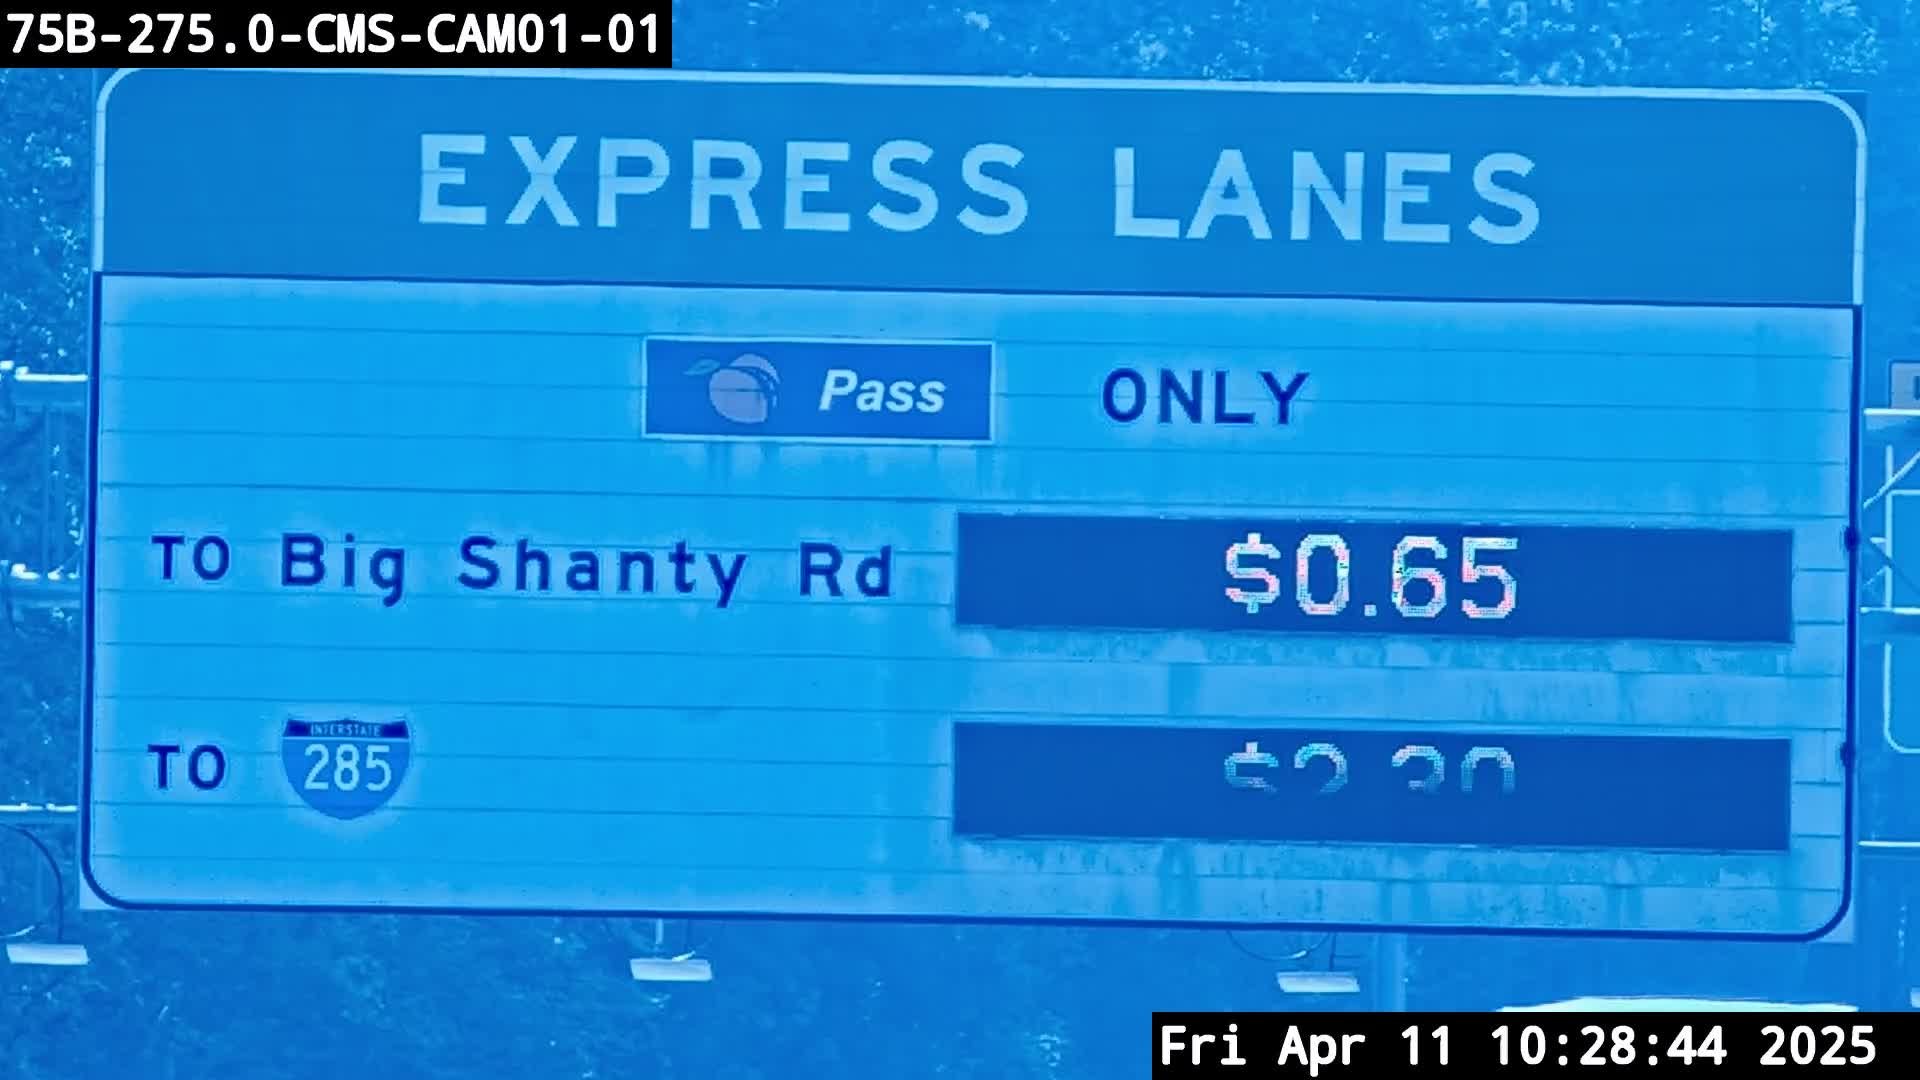 75B-275.0-CMS-CAM01-01
EXPRESS LANES
Pass ONLY
TO Big Shanty Rd $0.65
TO INTERSTATE 285
Fri Apr 11 10:28:44 2025